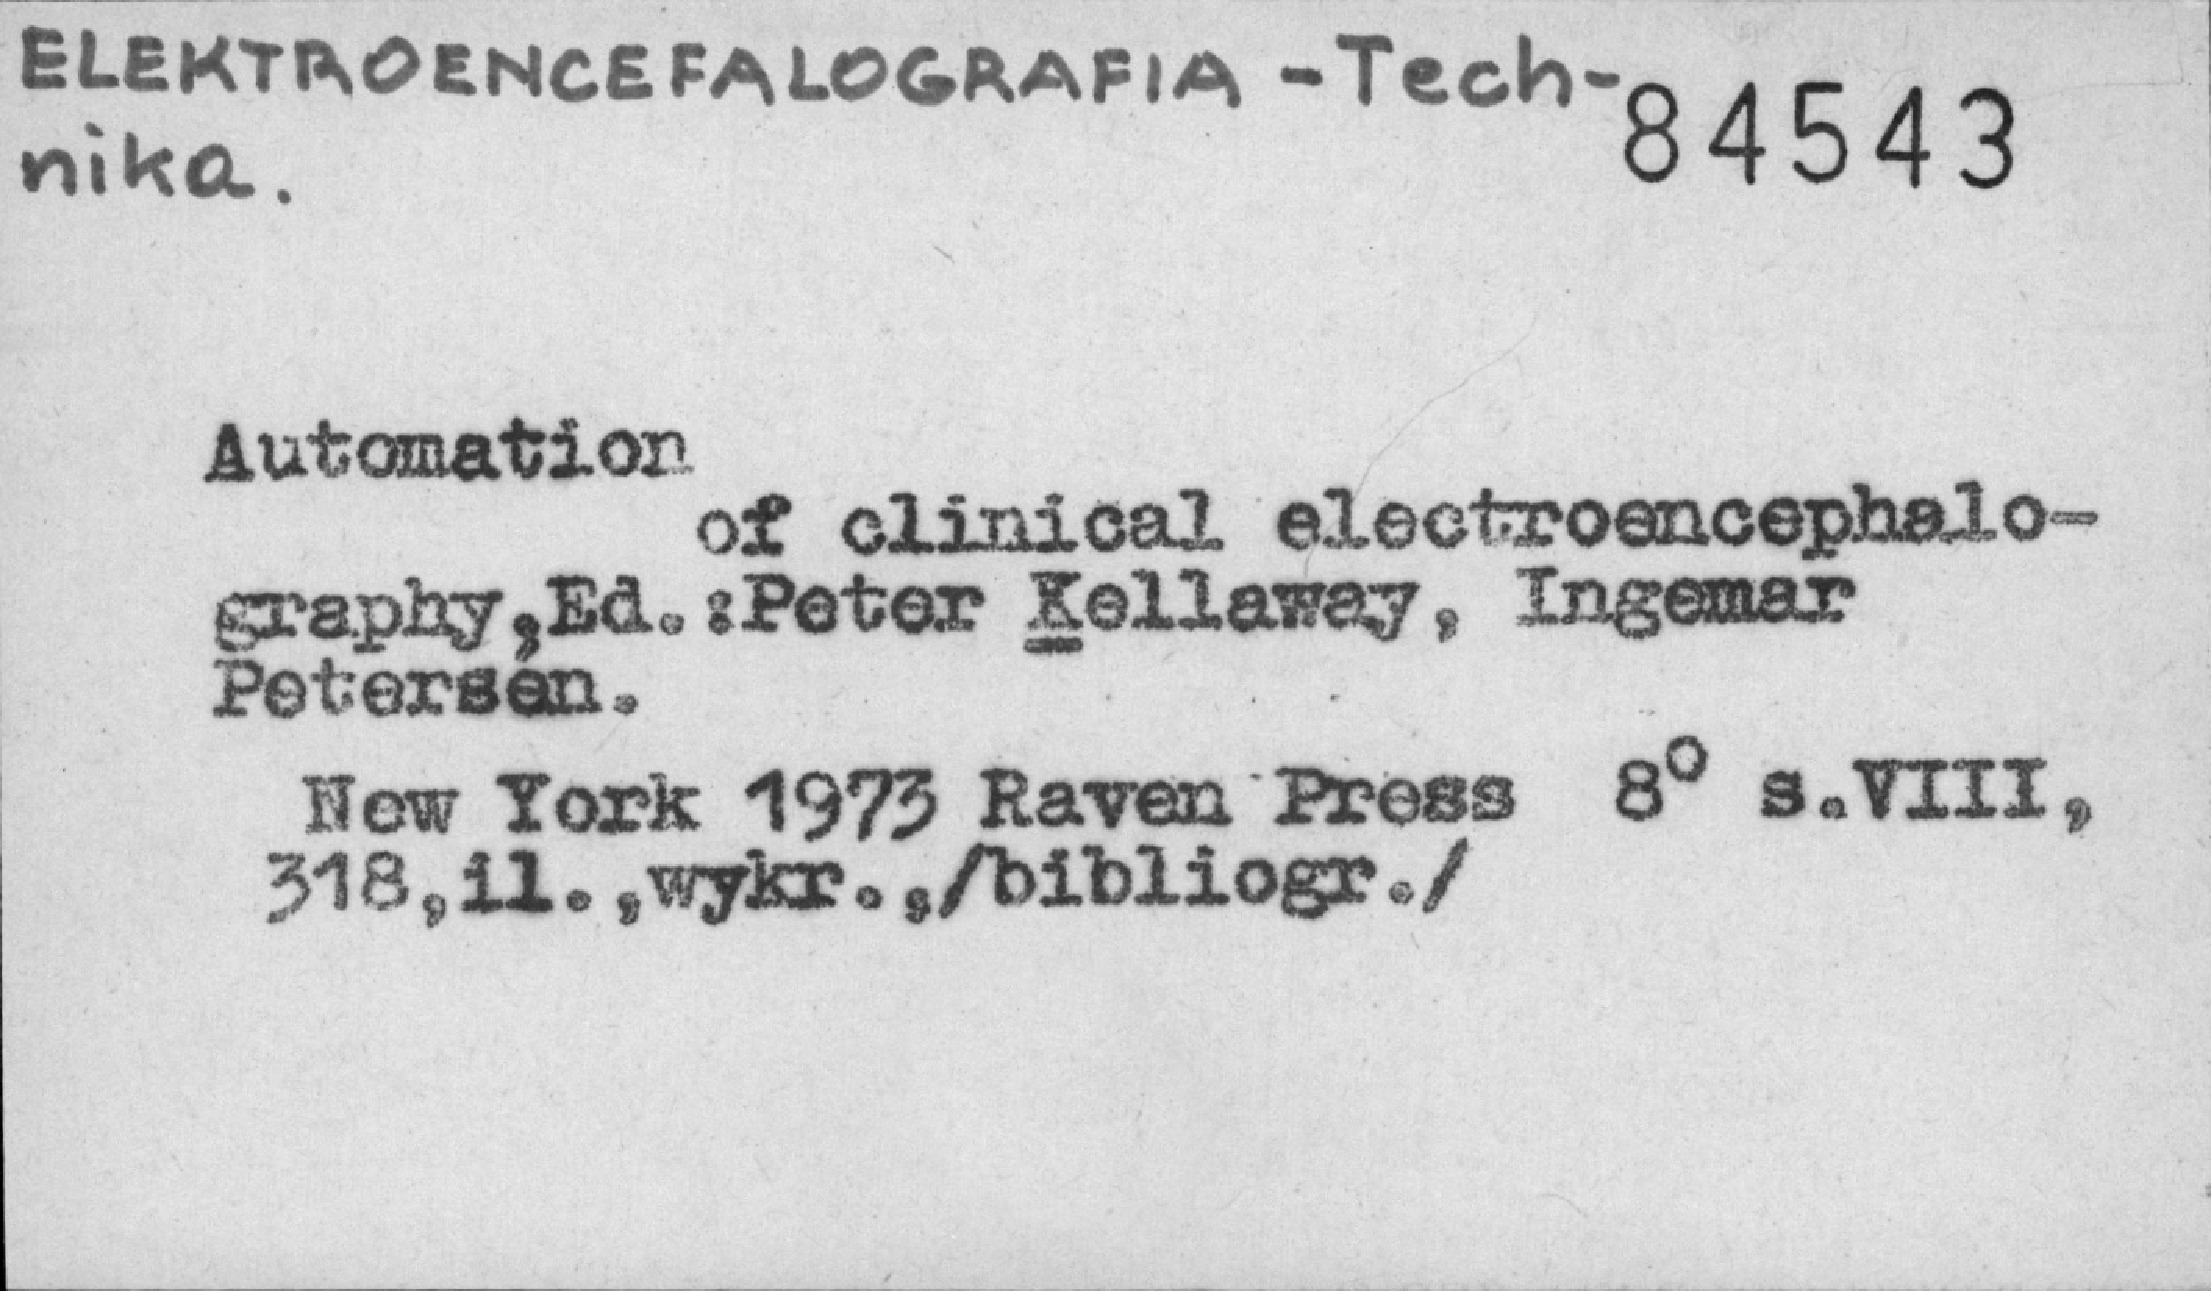 ELEKTROENCEFALOGRAFIA - Tech-
nika.
84543
Automation
of clinical electroencephalo-
graphy,Ed.:Peter Kellaway, Ingemar
Petersén.
New York 1973 Raven Press 8° s.VIII,
318,il.,wykr.,/bibliogr./